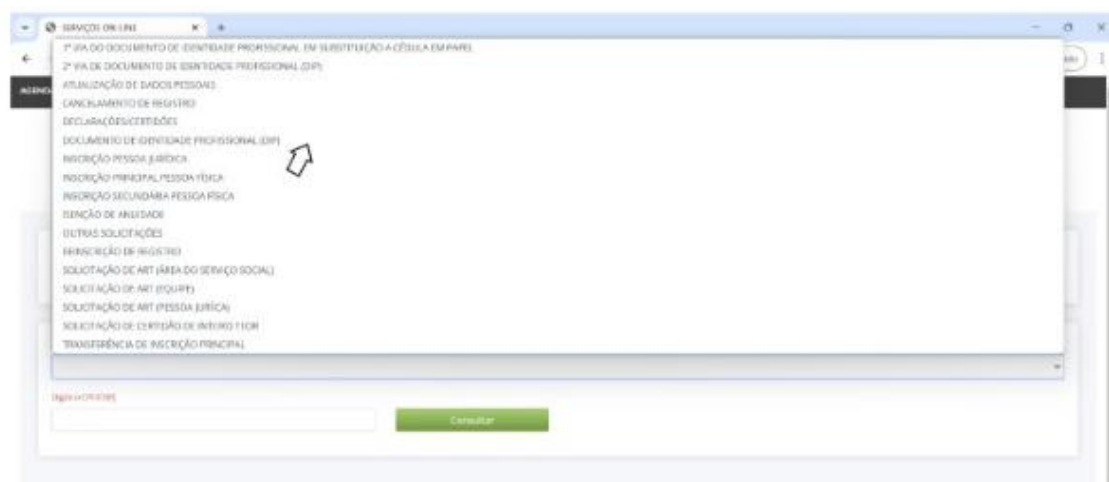 SERVIÇOS ON-LINE
1ª VIA DO DOCUMENTO DE IDENTIDADE PROFISSIONAL EM SUBSTITUIÇÃO A CÉDULA EM PAPEL
2ª VIA DE DOCUMENTO DE IDENTIDADE PROFISSIONAL (DIP)
ATUALIZAÇÃO DE DADOS PESSOAIS
CANCELAMENTO DE REGISTRO
DECLARAÇÕES/CERTIDÕES
DOCUMENTO DE IDENTIDADE PROFISSIONAL (DIP)
INSCRIÇÃO PESSOA JURÍDICA
INSCRIÇÃO PRINCIPAL PESSOA FÍSICA
INSCRIÇÃO SECUNDÁRIA PESSOA FÍSICA
ISENÇÃO DE ANUIDADE
OUTRAS SOLICITAÇÕES
REINSCRIÇÃO DE REGISTRO
SOLICITAÇÃO DE ART (ÁREA DO SERVIÇO SOCIAL)
SOLICITAÇÃO DE ART (EQUIPE)
SOLICITAÇÃO DE ART (PESSOA JURÍICA)
SOLICITAÇÃO DE CERTIDÃO DE INTEIRO TEOR
TRANSFERÊNCIA DE INSCRIÇÃO PRINCIPAL
Consultar